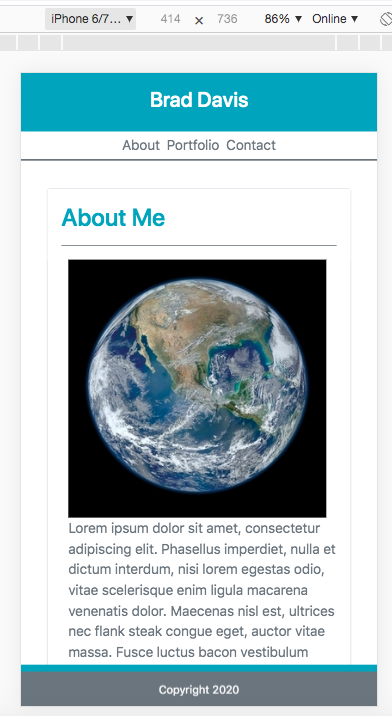 iPhone 6/7... ▼ 414 × 736 86% ▼ Online ▼
Brad Davis
About Portfolio Contact
About Me
Lorem ipsum dolor sit amet, consectetur
adipiscing elit. Phasellus imperdiet, nulla et
dictum interdum, nisi lorem egestas odio,
vitae scelerisque enim ligula macarena
venenatis dolor. Maecenas nisl est, ultrices
nec flank steak congue eget, auctor vitae
massa. Fusce luctus bacon vestibulum
Copyright 2020